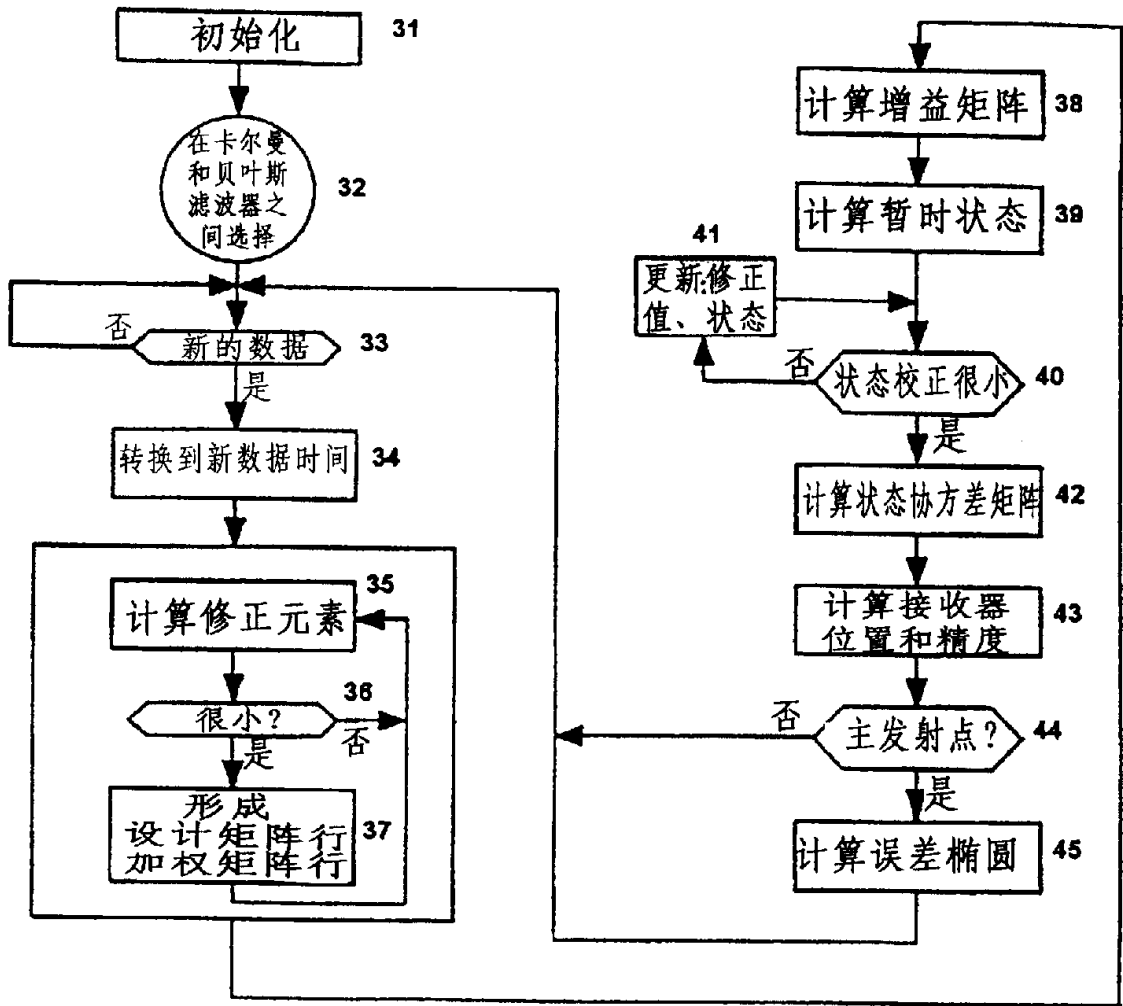 初始化
31
在卡尔曼
和贝叶斯
滤波器之
间选择
32
否
新的数据
33
是
转换到新数据时间
34
35
计算修正元素
36
很小?
否
是
形成
设计矩阵行
加权矩阵行
37
计算增益矩阵
38
计算暂时状态
39
41
更新:修正
值、状态
否
状态校正很小
40
是
计算状态协方差矩阵
42
计算接收器
位置和精度
43
否
主发射点?
44
是
计算误差椭圆
45